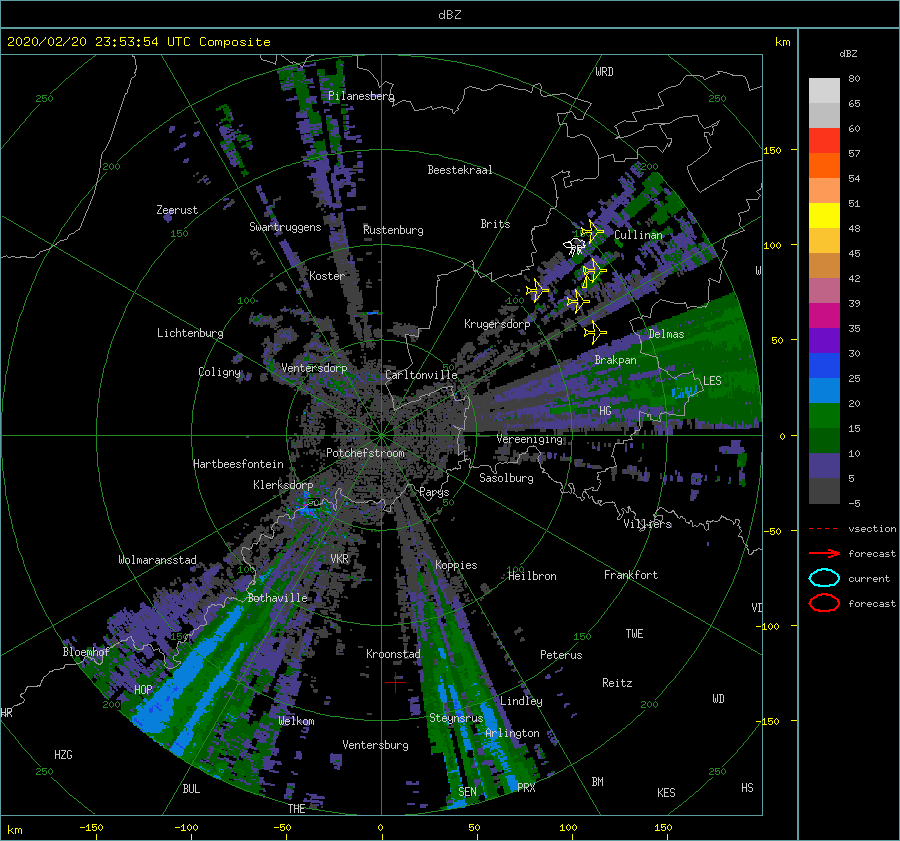 dBZ
2020/02/20 23:53:54 UTC Composite
km
dBZ
80
65
60
57
54
51
48
45
42
39
35
30
25
20
15
10
5
-5
vsection
forecast
current
forecast
WRD
250
Pilanesberg
250
150
200
Beestekraal
200
Zeerust
Swartruggens
Rustenburg
Brits
Cullinan
150
100
Koster
W
100
100
Krugersdorp
Lichtenburg
Delmas
50
Brakpan
Coligny
Ventersdorp
Carltonville
LES
HG
Vereeniging
0
Potchefstroom
Hartbeesfontein
Sasolburg
Klerksdorp
Parys
50
50
Villiers
-50
Wolmaransstad
VKR
Koppies
100
100
Heilbron
Frankfort
Bothaville
VD
-100
150
150
TWE
Bloemhof
Kroonstad
Peterus
HOP
Reitz
WD
200
Lindley
200
HR
Welkom
Steynsrus
-150
Arlington
Ventersburg
HZG
250
250
BUL
SEN
PRX
BM
KES
HS
THE
km
-150
-100
-50
0
50
100
150